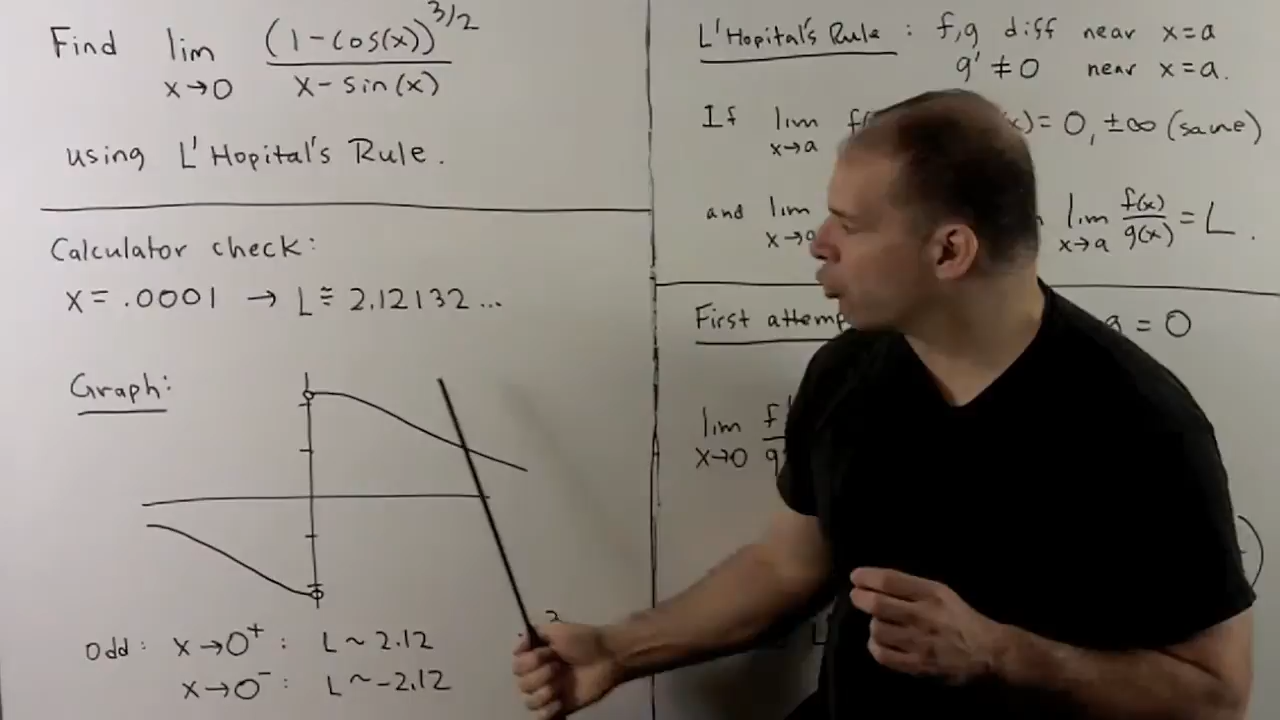 Find lim x→0 (1-cos(x))^3/2 / x-sin(x)
using L'Hopital's Rule.
Calculator check:
x = .0001 → L ≅ 2.12132...
Graph:
Odd: x→0⁺: L ~ 2.12
x→0⁻: L ~ -2.12
L'Hopital's Rule: f,g diff near x=a
g' ≠ 0 near x=a.
If lim x→a = 0, ±∞ (same)
and lim lim x→a f(x)/g(x) = L.
First = 0
lim x→0